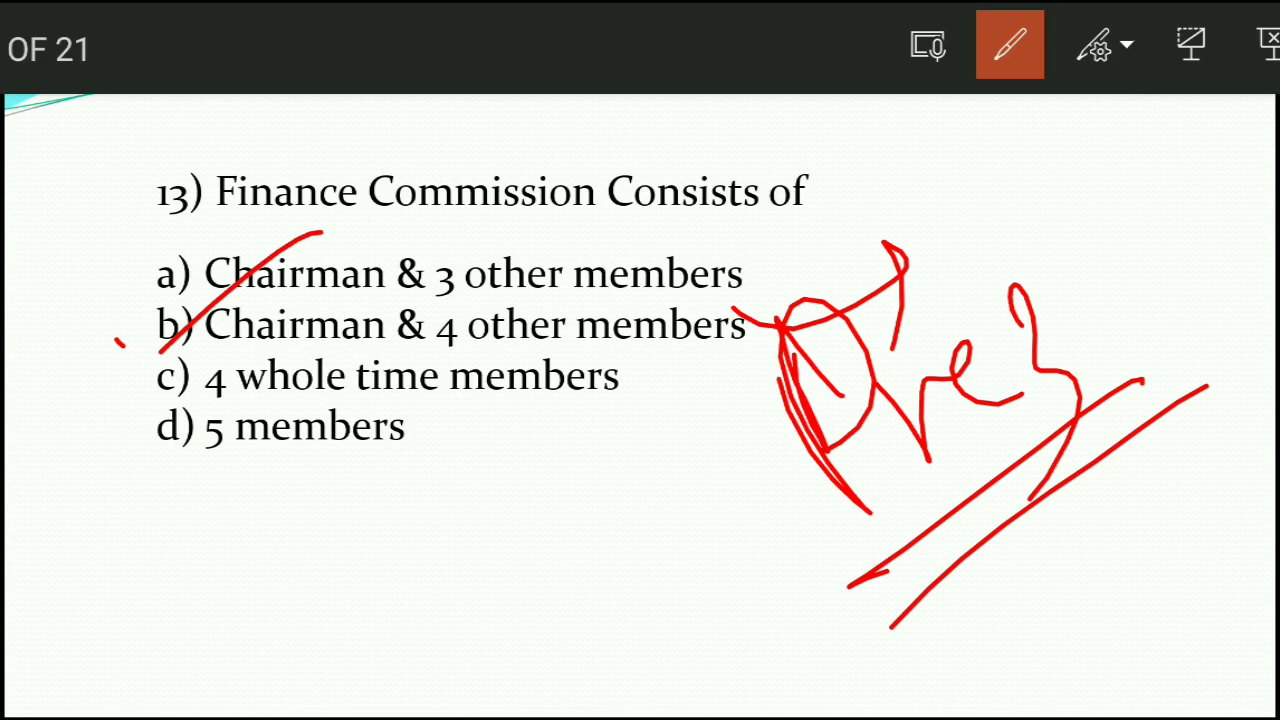 OF 21
13) Finance Commission Consists of
a) Chairman & 3 other members
b) Chairman & 4 other members
c) 4 whole time members
d) 5 members